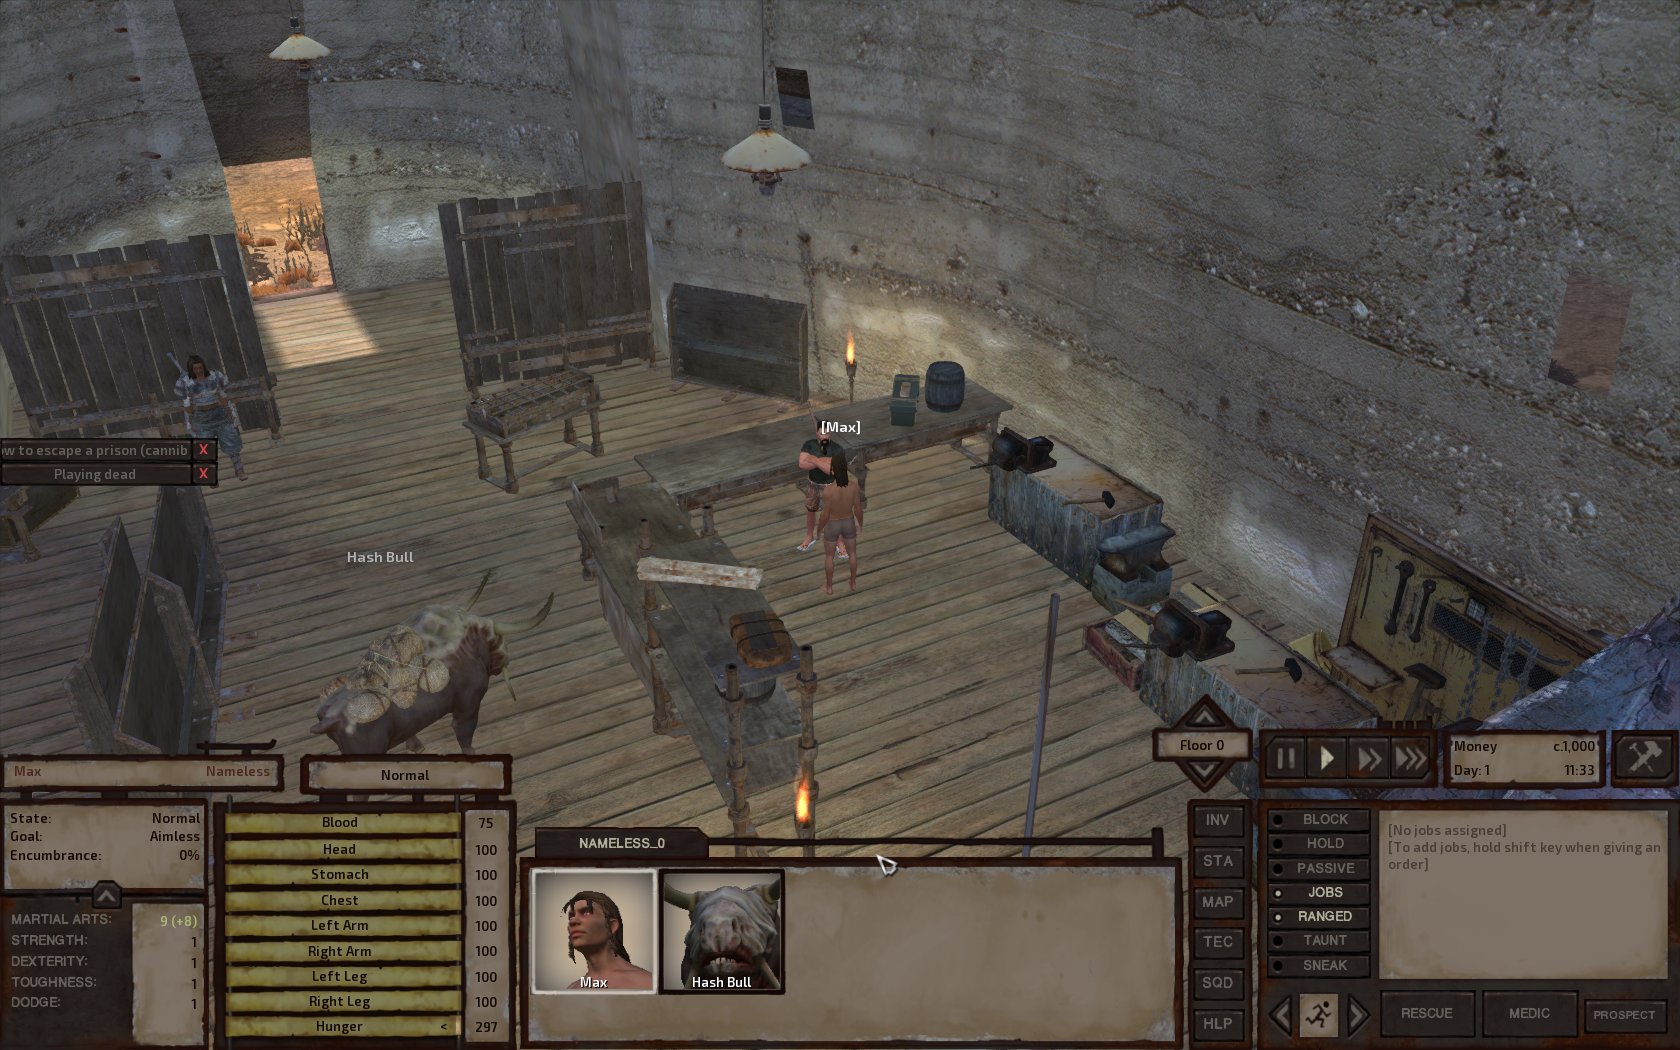 [Max]
ow to escape a prison (cannib X
Playing dead X
Hash Bull
Max Nameless
Normal
State: Normal
Goal: Aimless
Encumbrance: 0%
MARTIAL ARTS: 9 (+8)
STRENGTH: 1
DEXTERITY: 1
TOUGHNESS: 1
DODGE: 1
Blood 75
Head 100
Stomach 100
Chest 100
Left Arm 100
Right Arm 100
Left Leg 100
Right Leg 100
Hunger < 297
NAMELESS_0
Max
Hash Bull
Floor 0
Money c.1,000
Day: 1 11:33
INV
STA
MAP
TEC
SQD
HLP
BLOCK
HOLD
PASSIVE
JOBS
RANGED
TAUNT
SNEAK
[No jobs assigned]
[To add jobs, hold shift key when giving an
order]
RESCUE
MEDIC
PROSPECT